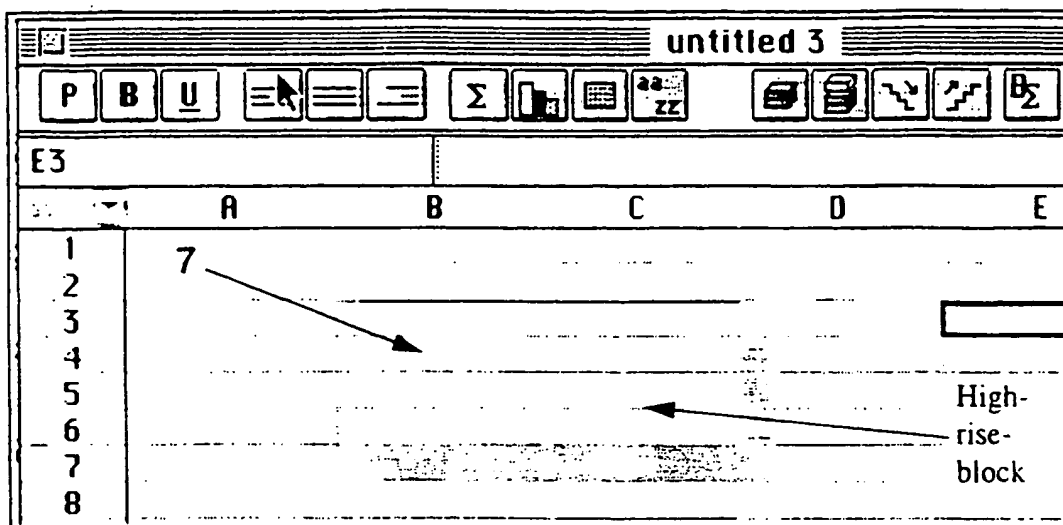 untitled 3
P B U Σ aa zz B Σ
E3
A B C D E
1
7
2
3
4
5
High-
6
rise-
7
block
8